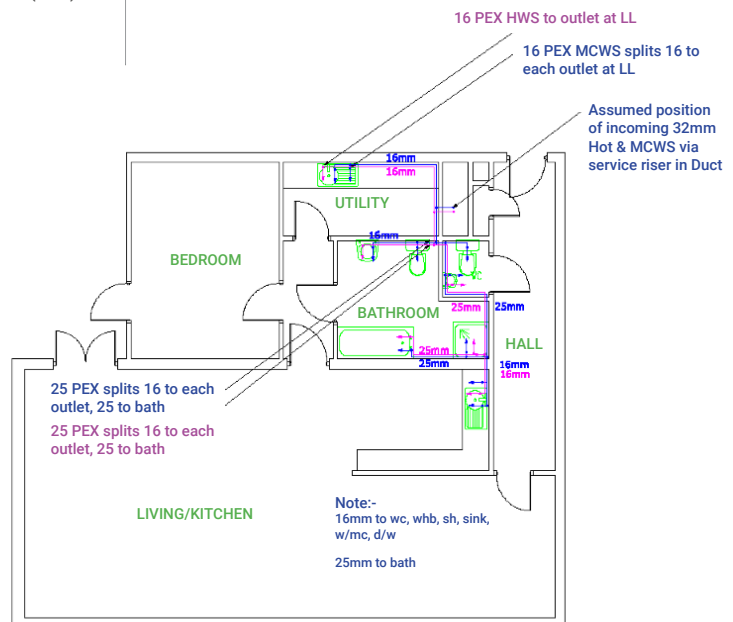 16 PEX HWS to outlet at LL
16 PEX MCWS splits 16 to
each outlet at LL
Assumed position
of incoming 32mm
Hot & MCWS via
service riser in Duct
16mm
16mm
UTILITY
16mm
BEDROOM
WC
BATHROOM
25mm
25mm
HALL
25mm
25mm
16mm
16mm
25 PEX splits 16 to each
outlet, 25 to bath
25 PEX splits 16 to each
outlet, 25 to bath
LIVING/KITCHEN
Note:-
16mm to wc, whb, sh, sink,
w/mc, d/w
25mm to bath